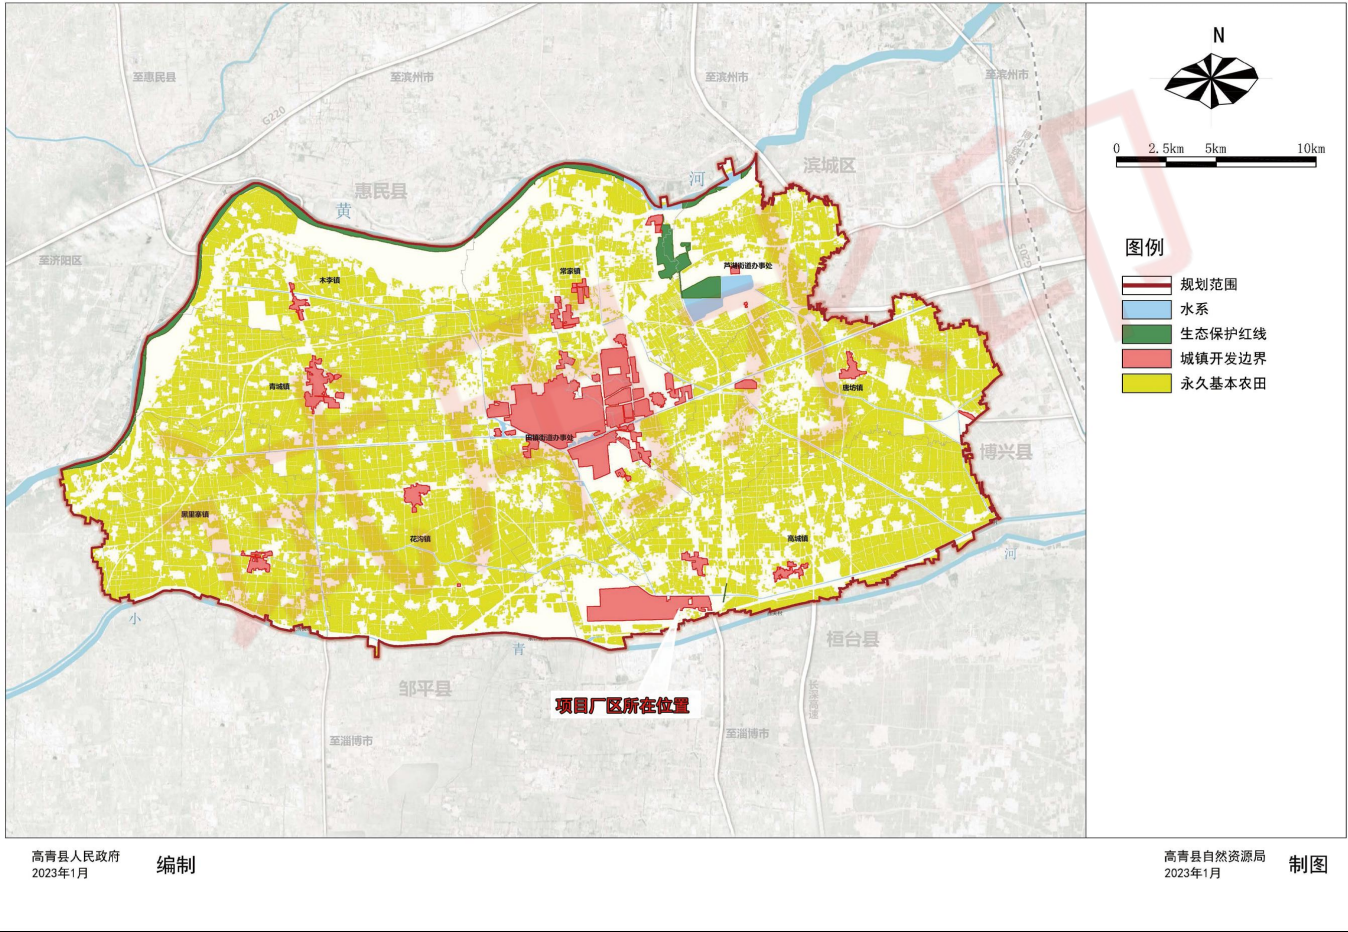 至惠民县
至滨州市
至滨州市
至滨州市
G220
惠民县
黄
河
滨城区
至济阳区
G205
木李镇
常家镇
芦湖街道办事处
青城镇
唐坊镇
田镇街道办事处
博兴县
黑里寨镇
花沟镇
高城镇
河
小
青
桓台县
邹平县
长深高速
项目厂区所在位置
至淄博市
至淄博市
N
0 2.5km 5km 10km
图例
规划范围
水系
生态保护红线
城镇开发边界
永久基本农田
高青县人民政府
2023年1月
编制
高青县自然资源局
2023年1月
制图